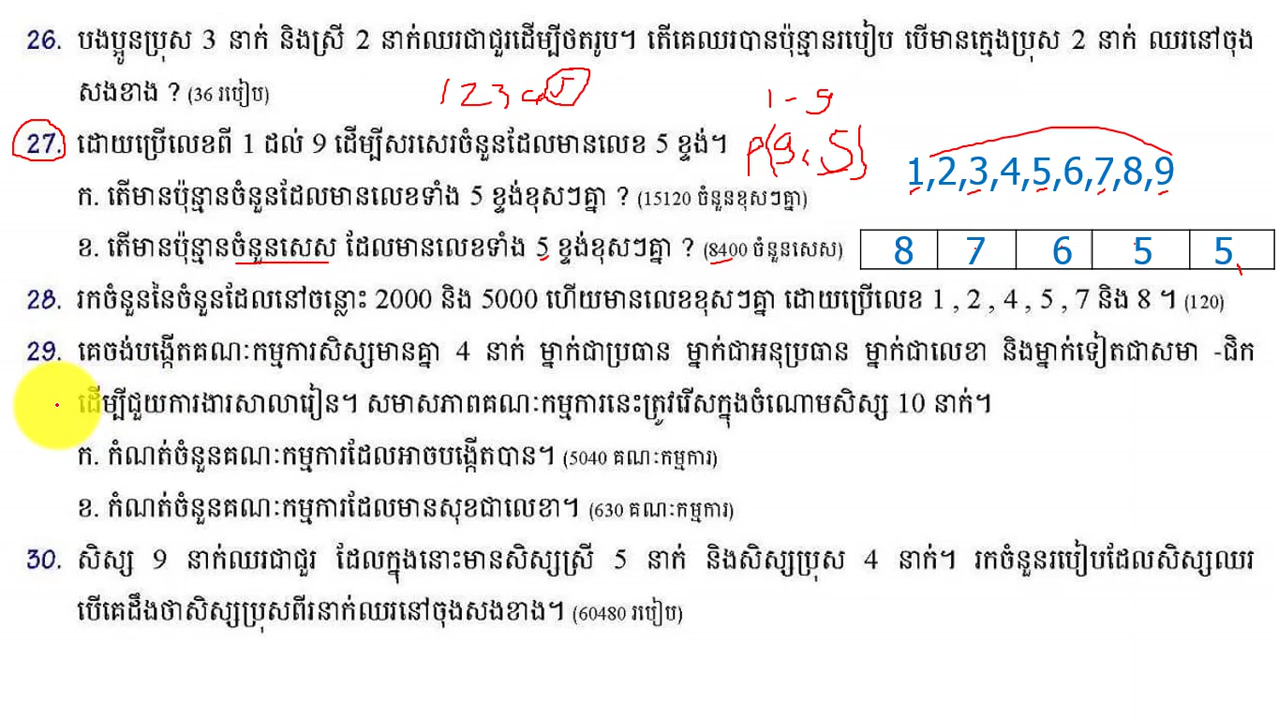 26. បងប្អូនប្រុស 3 នាក់ និងស្រី 2 នាក់ឈរជាជួរដើម្បីថតរូប។ តើគេឈរបានប៉ុន្មានរបៀប បើមានក្មេងប្រុស 2 នាក់ ឈរនៅចុង
សងខាង ? (36 របៀប)
1 2 3 4 5
1 - 9
27. ដោយប្រើលេខពី 1 ដល់ 9 ដើម្បីសរសេរចំនួនដែលមានលេខ 5 ខ្ទង់។
P(9, 5)
1,2,3,4,5,6,7,8,9
ក. តើមានប៉ុន្មានចំនួនដែលមានលេខទាំង 5 ខ្ទង់ខុសៗគ្នា ? (15120 ចំនួនខុសៗគ្នា)
ខ. តើមានប៉ុន្មានចំនួនសេស ដែលមានលេខទាំង 5 ខ្ទង់ខុសៗគ្នា ? (8400 ចំនួនសេស)
8 7 6 5 5
28. រកចំនួននៃចំនួនដែលនៅចន្លោះ 2000 និង 5000 ហើយមានលេខខុសៗគ្នា ដោយប្រើលេខ 1 , 2 , 4 , 5 , 7 និង 8 ។ (120)
29. គេចង់បង្កើតគណៈកម្មការសិស្សមានគ្នា 4 នាក់ ម្នាក់ជាប្រធាន ម្នាក់ជាអនុប្រធាន ម្នាក់ជាលេខា និងម្នាក់ទៀតជាសមា -ជិក
ដើម្បីជួយការងារសាលារៀន។ សមាសភាពគណៈកម្មការនេះត្រូវរើសក្នុងចំណោមសិស្ស 10 នាក់។
ក. កំណត់ចំនួនគណៈកម្មការដែលអាចបង្កើតបាន។ (5040 គណៈកម្មការ)
ខ. កំណត់ចំនួនគណៈកម្មការដែលមានសុខជាលេខា។ (630 គណៈកម្មការ)
30. សិស្ស 9 នាក់ឈរជាជួរ ដែលក្នុងនោះមានសិស្សស្រី 5 នាក់ និងសិស្សប្រុស 4 នាក់។ រកចំនួនរបៀបដែលសិស្សឈរ
បើគេដឹងថាសិស្សប្រុសពីរនាក់ឈរនៅចុងសងខាង។ (60480 របៀប)